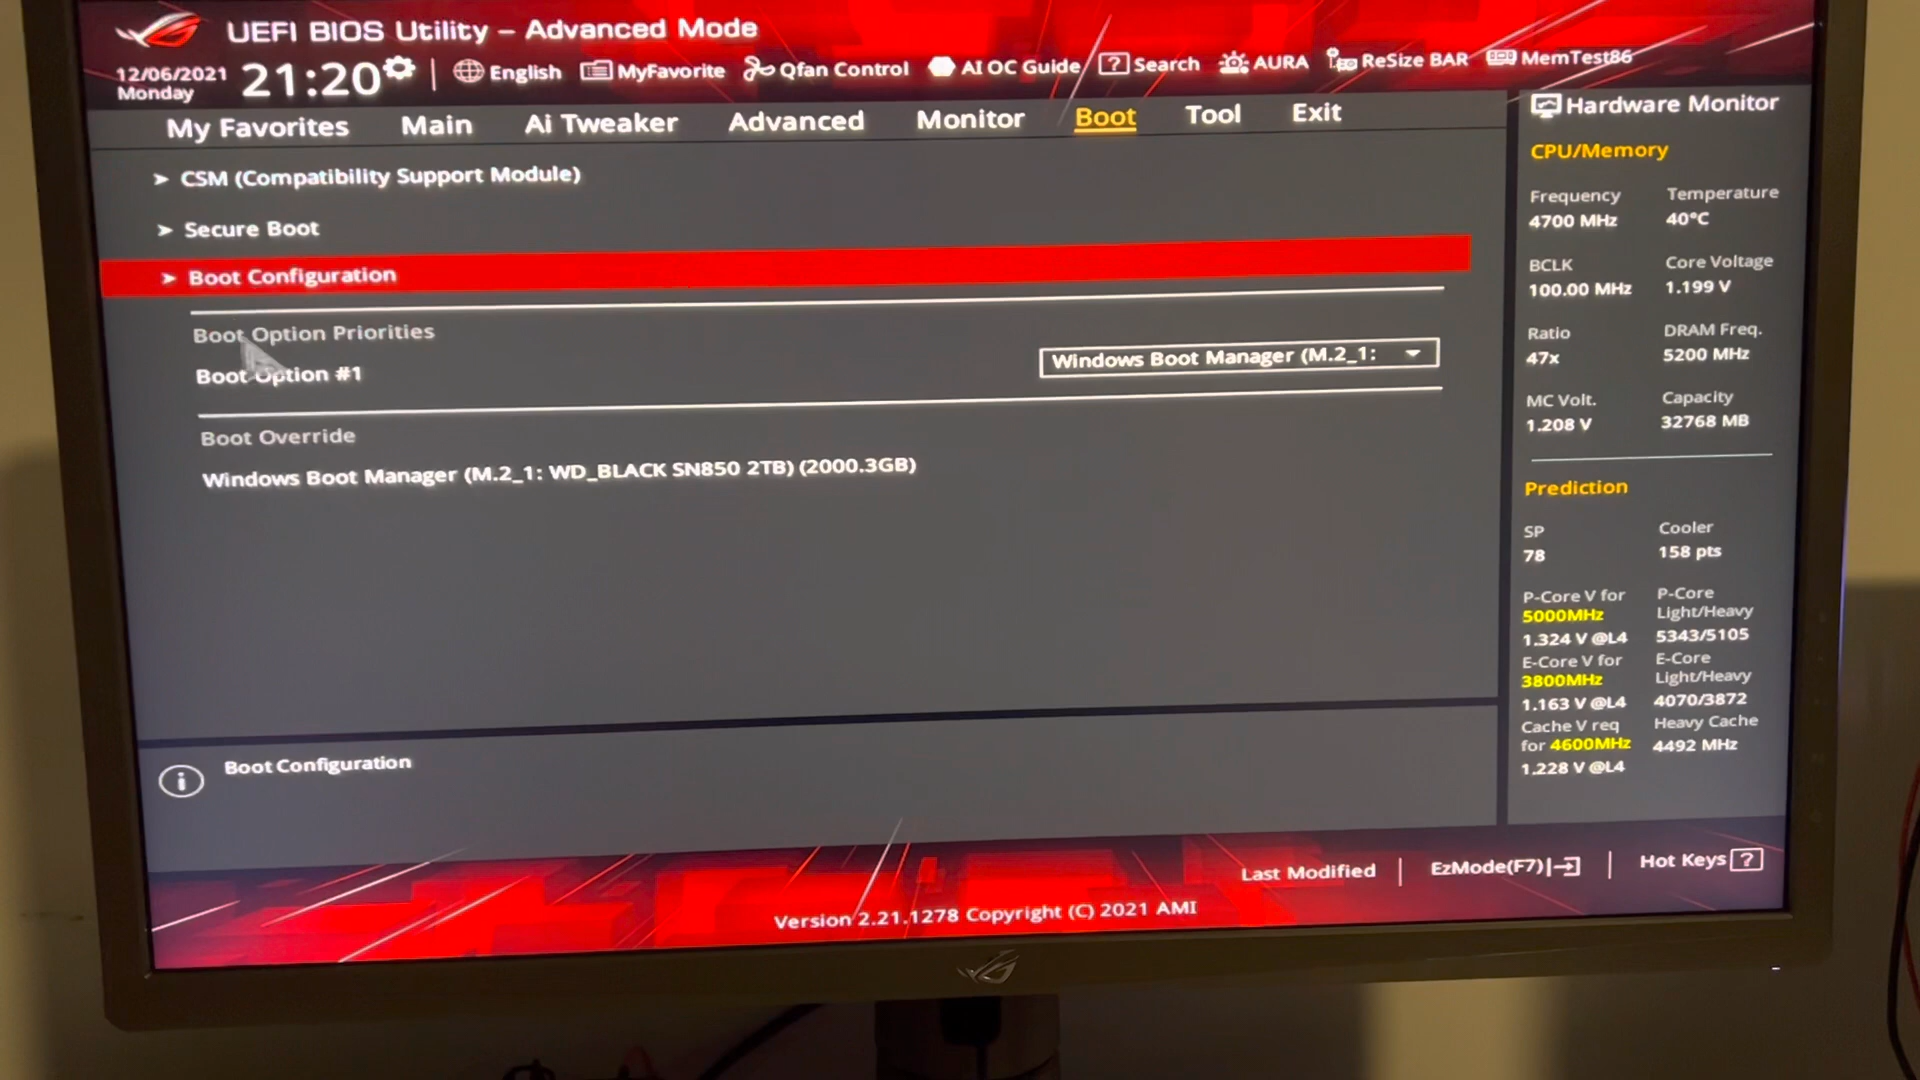 UEFI BIOS Utility – Advanced Mode
12/06/2021
Monday
21:20
English
MyFavorite
Qfan Control
AI OC Guide
? Search
AURA
ReSize BAR
MemTest86
My Favorites
Main
Ai Tweaker
Advanced
Monitor
Boot
Tool
Exit
Hardware Monitor
> CSM (Compatibility Support Module)
> Secure Boot
> Boot Configuration
Boot Option Priorities
Boot Option #1
Windows Boot Manager (M.2_1:
Boot Override
Windows Boot Manager (M.2_1: WD_BLACK SN850 2TB) (2000.3GB)
i
Boot Configuration
CPU/Memory
Frequency Temperature
4700 MHz 40°C
BCLK Core Voltage
100.00 MHz 1.199 V
Ratio DRAM Freq.
47x 5200 MHz
MC Volt. Capacity
1.208 V 32768 MB
Prediction
SP Cooler
78 158 pts
P-Core V for P-Core
5000MHz Light/Heavy
1.324 V @L4 5343/5105
E-Core V for E-Core
3800MHz Light/Heavy
1.163 V @L4 4070/3872
Cache V req Heavy Cache
for 4600MHz 4492 MHz
1.228 V @L4
Last Modified
EzMode(F7)
Hot Keys ?
Version 2.21.1278 Copyright (C) 2021 AMI